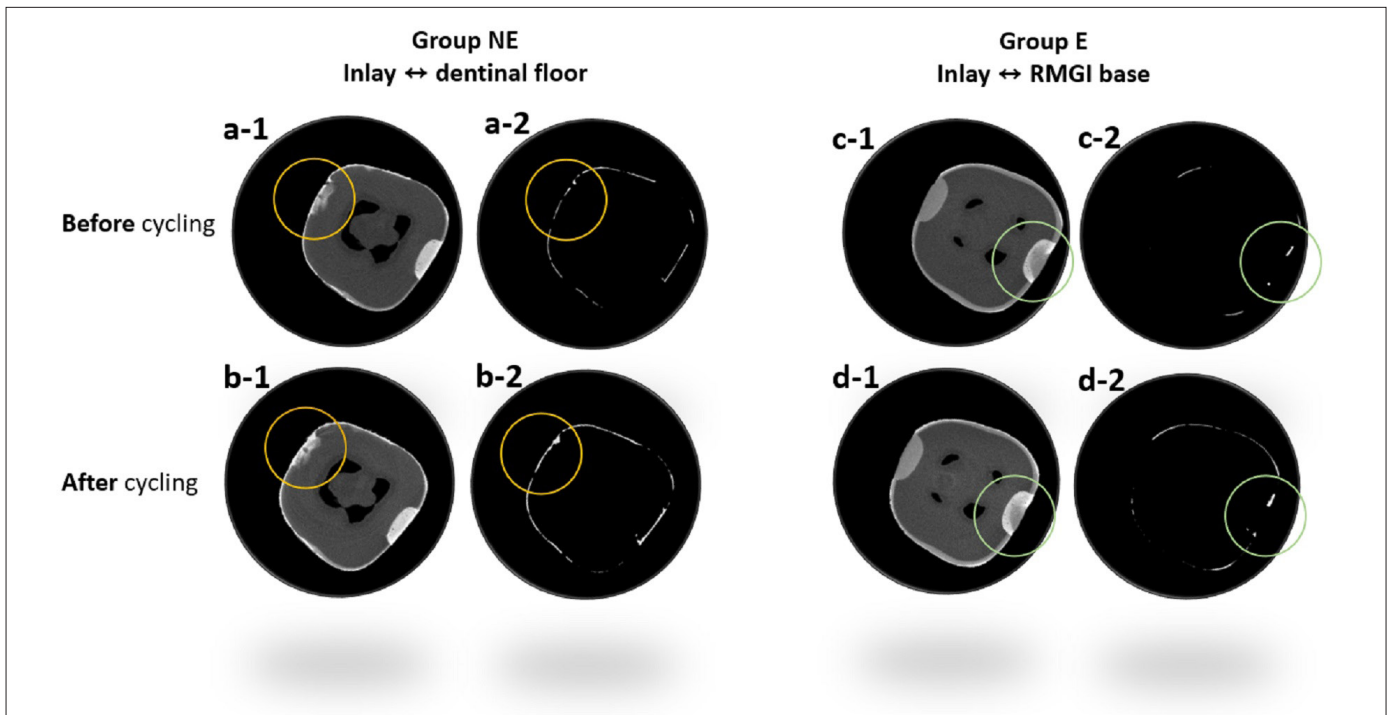 Group NE
Inlay ↔ dentinal floor
Group E
Inlay ↔ RMGI base
a-1
a-2
c-1
c-2
Before cycling
b-1
b-2
d-1
d-2
After cycling